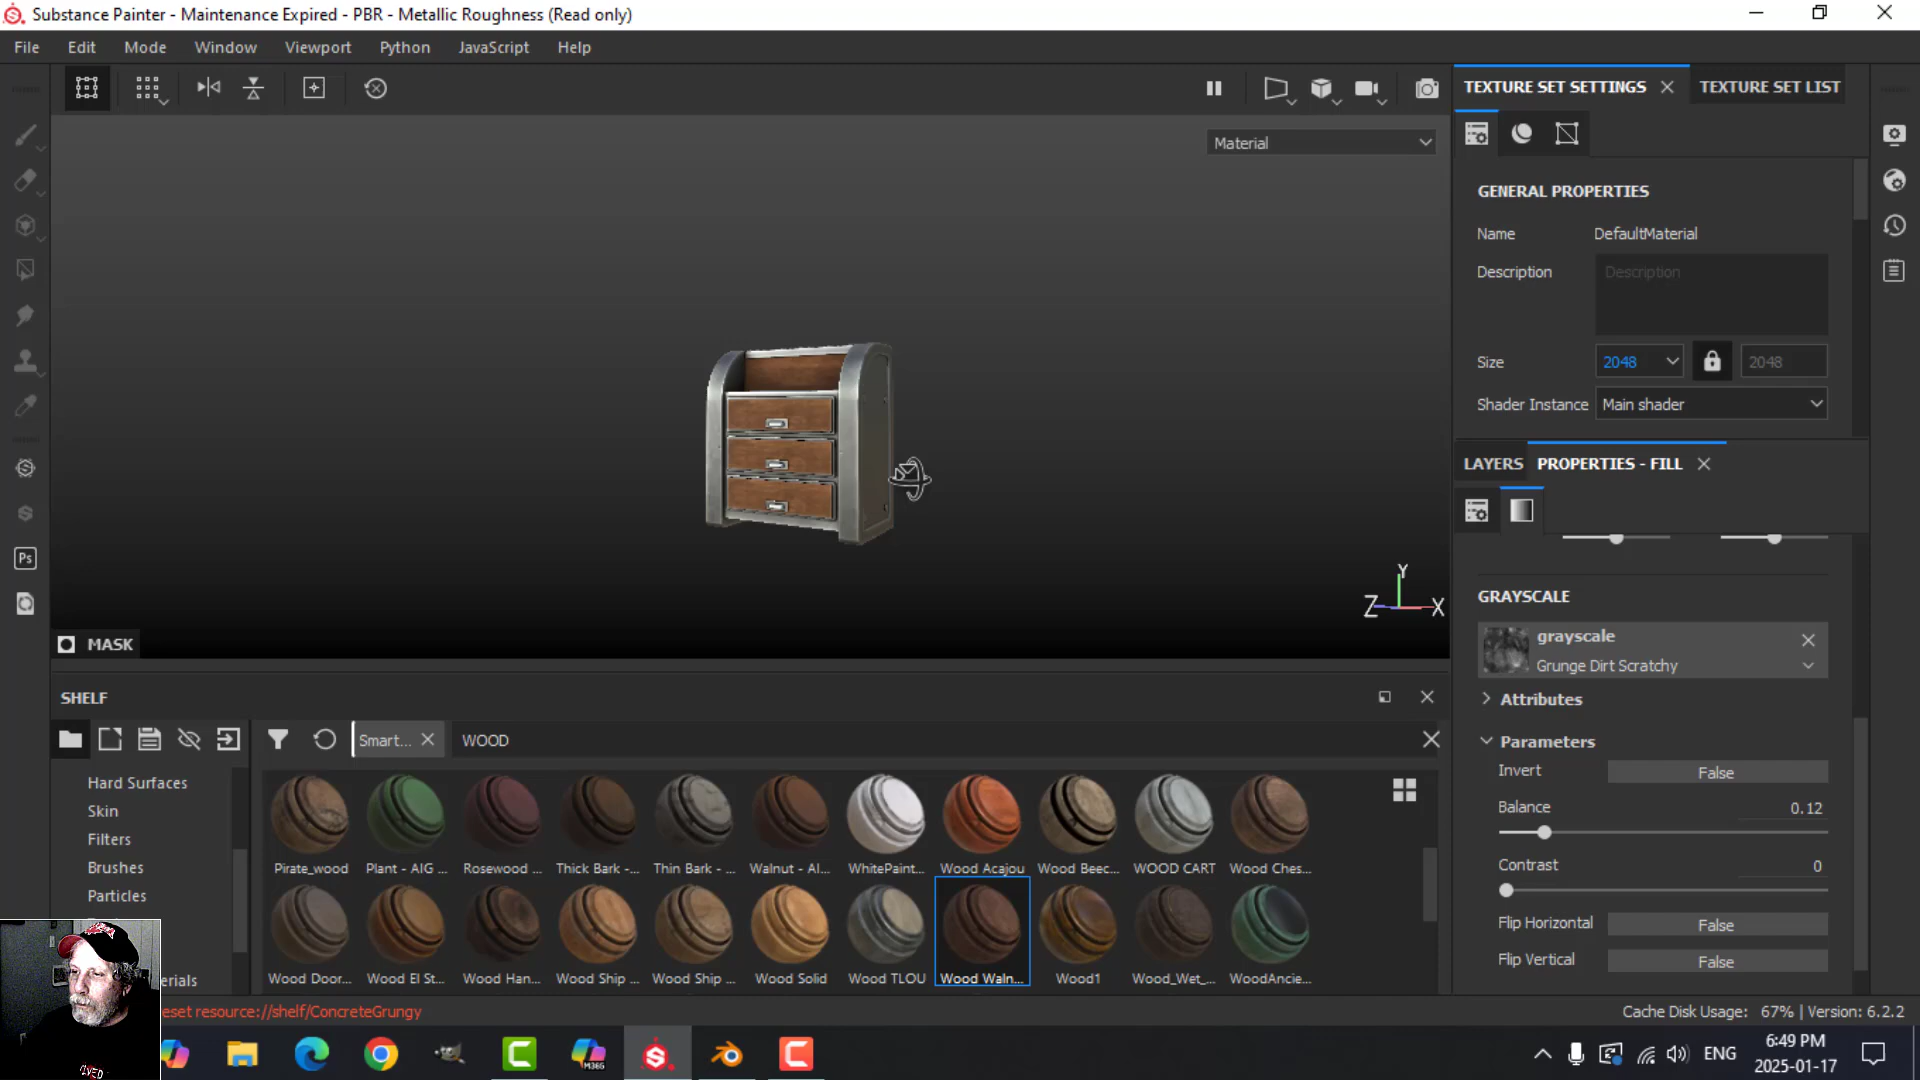 Substance Painter - Maintenance Expired - PBR - Metallic Roughness (Read only)
File Edit Mode Window Viewport Python JavaScript Help
TEXTURE SET SETTINGS TEXTURE SET LIST
Material
GENERAL PROPERTIES
Name DefaultMaterial
Description Description
Size 2048 2048
Shader Instance Main shader
LAYERS PROPERTIES - FILL
Y
Z X
Ps
MASK
GRAYSCALE
grayscale
Grunge Dirt Scratchy
Attributes
Parameters
Invert False
Balance 0.12
Contrast 0
Flip Horizontal False
Flip Vertical False
SHELF
Smart... WOOD
Hard Surfaces
Skin
Filters
Brushes
Particles
erials
Pirate_wood Plant - AIG ... Rosewood ... Thick Bark -... Thin Bark - ... Walnut - AI... WhitePaint... Wood Acajou Wood Beec... WOOD CART Wood Ches...
Wood Door... Wood El St... Wood Han... Wood Ship ... Wood Ship ... Wood Solid Wood TLOU Wood Waln... Wood1 Wood_Wet_... WoodAncie...
eset resource://shelf/ConcreteGrungy
Cache Disk Usage: 67% | Version: 6.2.2
M365
ENG
6:49 PM
2025-01-17